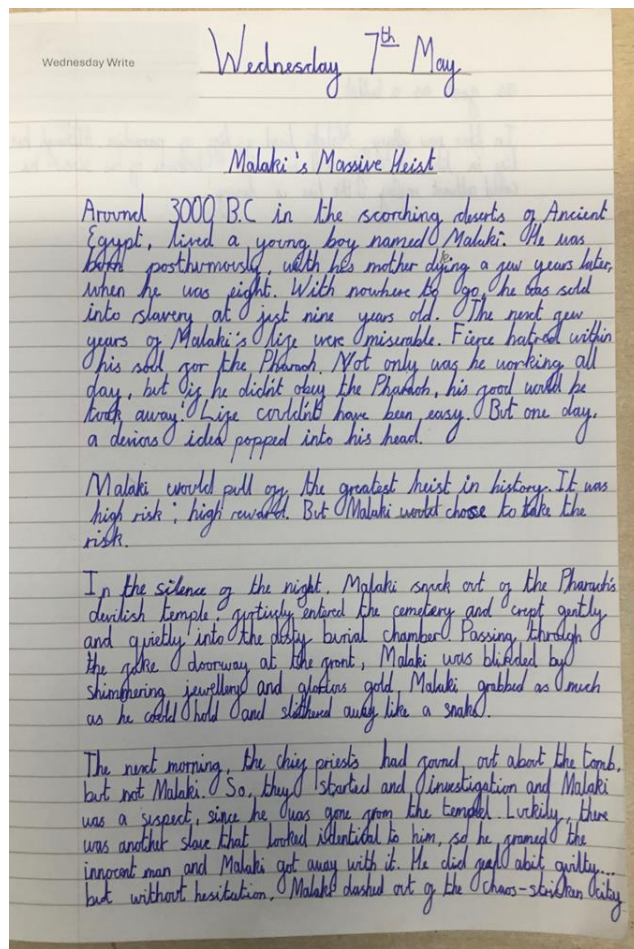 Wednesday Write
Wednesday 7th May
Malaki's Massive Heist
Around 3000 B.C in the scorching deserts of Ancient
Egypt, lived a young boy named Malaki. He was
born posthumously, with his mother dying a few years later,
when he was eight. With nowhere to go, he was sold
into slavery at just nine years old. The next few
years of Malaki's life were miserable. Fierce hatred within
his soul for the Pharaoh. Not only was he working all
day, but if he didn't obey the Pharaoh, his food would be
took away. Life couldn't have been easy. But one day,
a devious idea popped into his head.
Malaki would pull off the greatest heist in history. It was
high risk; high reward. But Malaki would chose to take the
risk.
In the silence of the night, Malaki snuck out of the Pharaoh's
devilish temple, furtively entered the cemetery and crept gently
and quietly into the dusty burial chamber. Passing through
the fake doorway at the front, Malaki was blinded by
shimmering jewellery and glorious gold. Malaki grabbed as much
as he could hold and slithered away like a snake.
The next morning, the chief priests had found out about the tomb,
but not Malaki. So, they started and investigation and Malaki
was a suspect, since he was gone from the temple. Luckily, there
was another slave that looked identical to him, so he framed the
innocent man and Malaki got away with it. He did feel abit guilty...
but without hesitation, Malaki dashed out of the chaos-stricken city